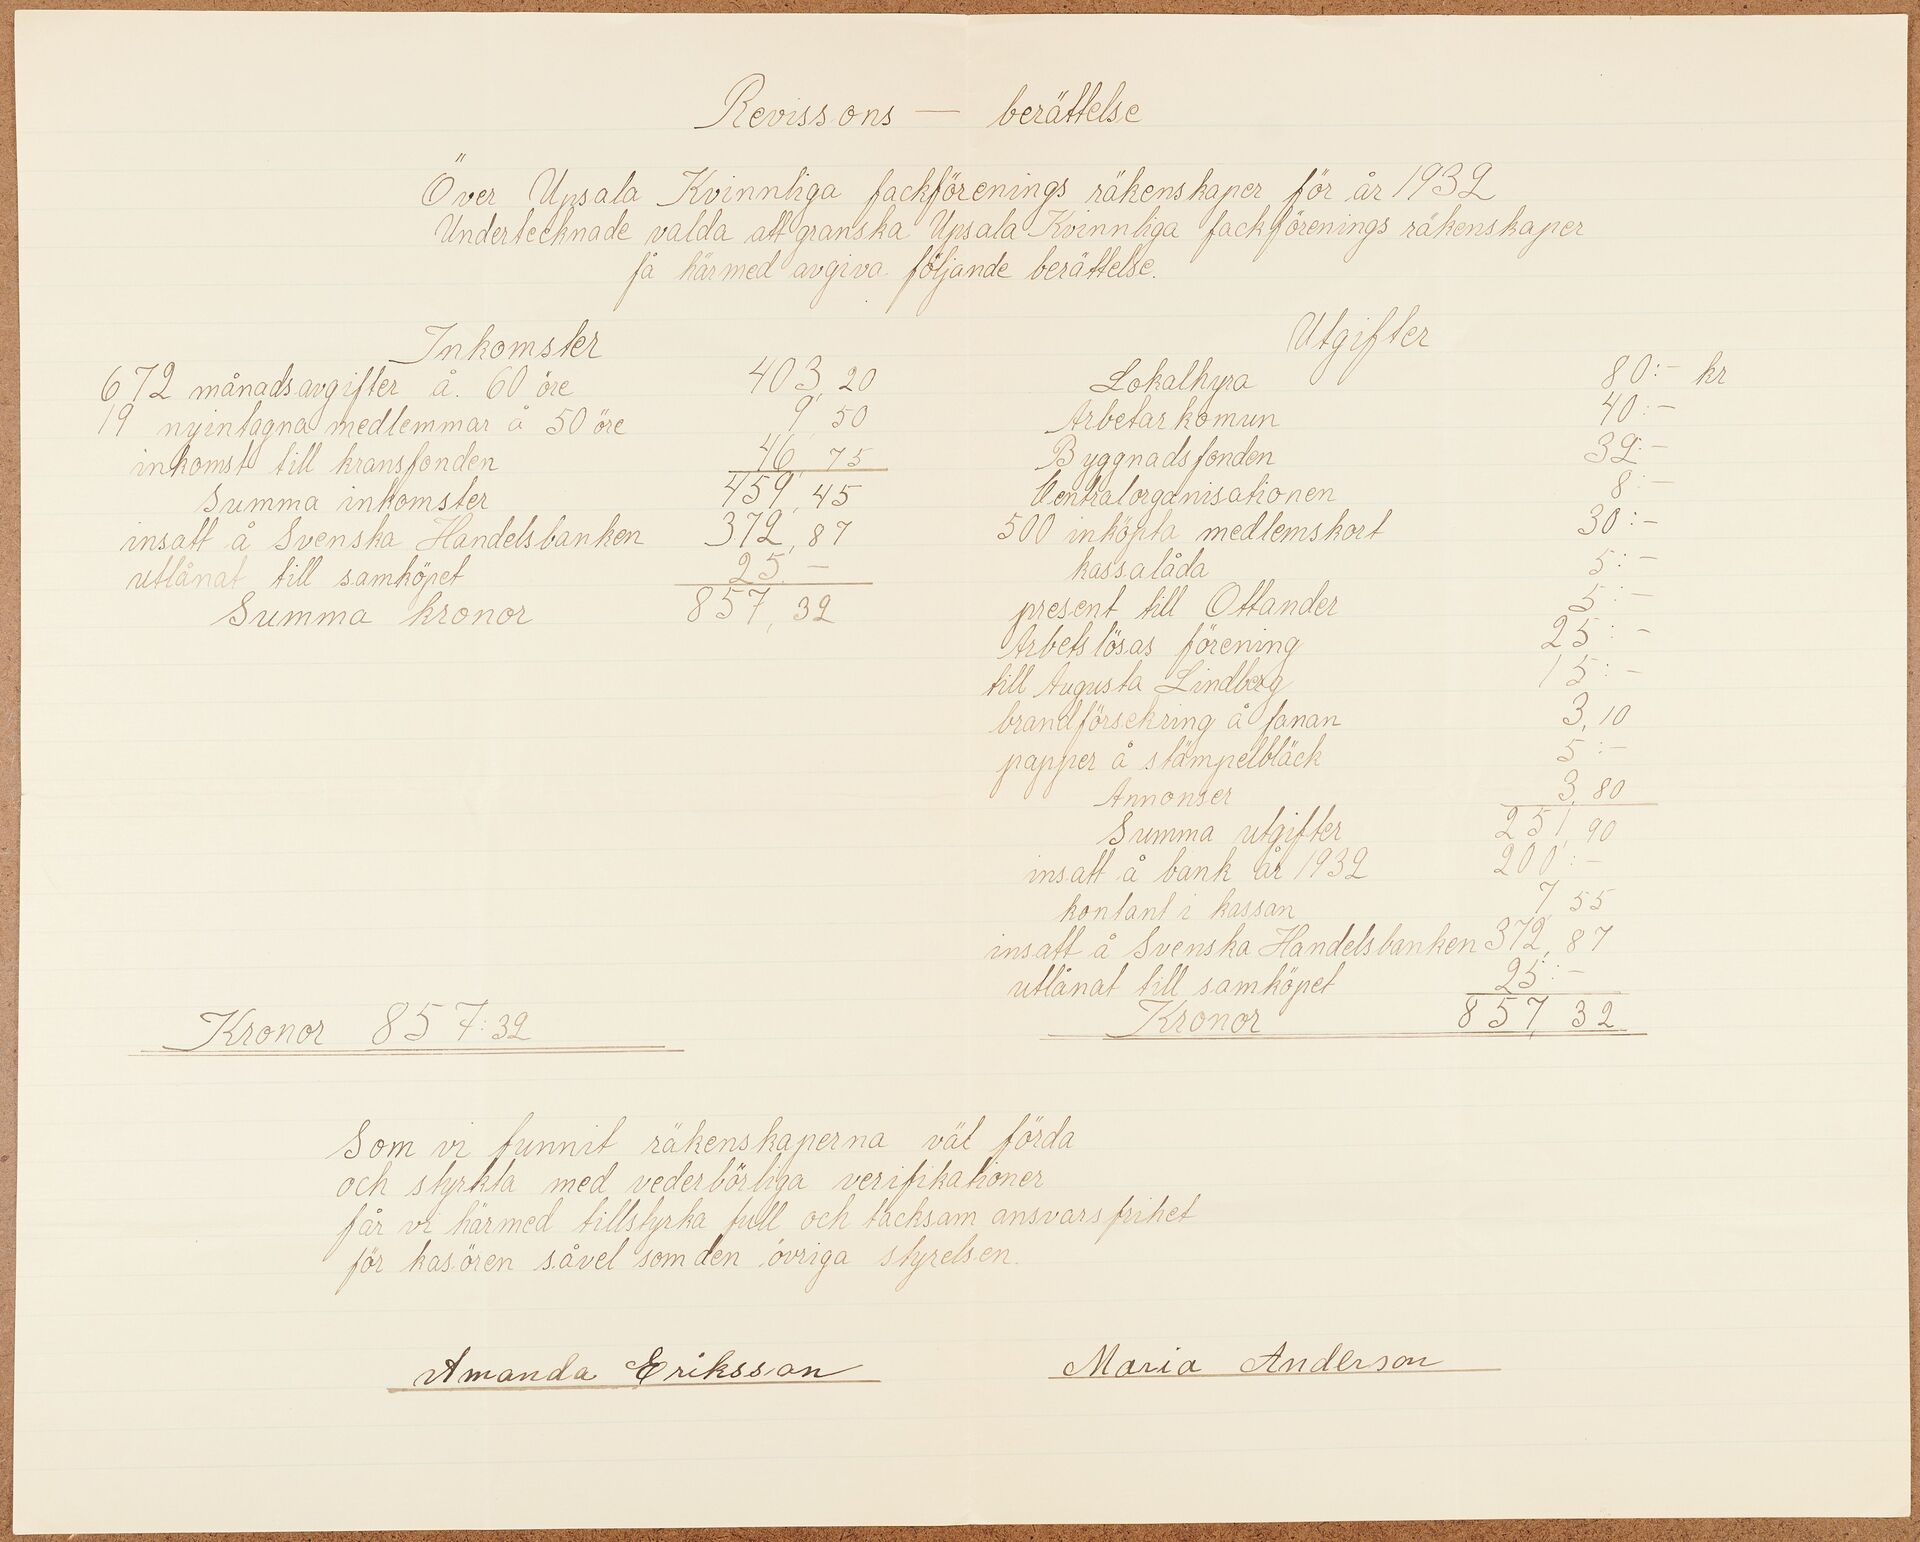 Revissons — berättelse
Över Upsala Kvinnliga fackförenings räkenskaper för år 1932
Undertecknade valda att granska Upsala Kvinnliga fackförenings räkenskaper
få härmed avgiva följande berättelse.
Inkomster
672 månadsavgifter å. 60 öre 403,20
19 nyintagna medlemmar å 50 öre 9,50
inkomst till kransfonden 46,75
Summa inkomster 459,45
insatt å Svenska Handelsbanken 372,87
utlånat till samköpet 25. —
Summa kronor 857,32
Kronor 857:32
Utgifter
Lokalhyra 80:— kr
Arbetarkomun 40:—
Byggnadsfonden 32:—
Centralorganisationen 8:—
500 inköpta medlemskort 30:—
kassalåda 5:—
present till Ottander 5:—
Arbetslösas förening 25:—
till Augusta Lindberg 15:—
brandförsekring å fanan 3,10
papper å stämpelbläck 5:—
Annonser 3,80
Summa utgifter 251,90
insatt å bank år 1932 200:—
kontant i kassan 7,55
insatt å Svenska Handelsbanken 372,87
utlånat till samköpet 25:—
Kronor 857,32
Som vi funnit räkenskaperna väl förda
och styrkta med vederbörliga verifikationer
får vi härmed tillstyrka full och tacksam ansvarsfrihet
för kasören såvel som den övriga styrelsen.
Amanda Eriksson Maria Anderson